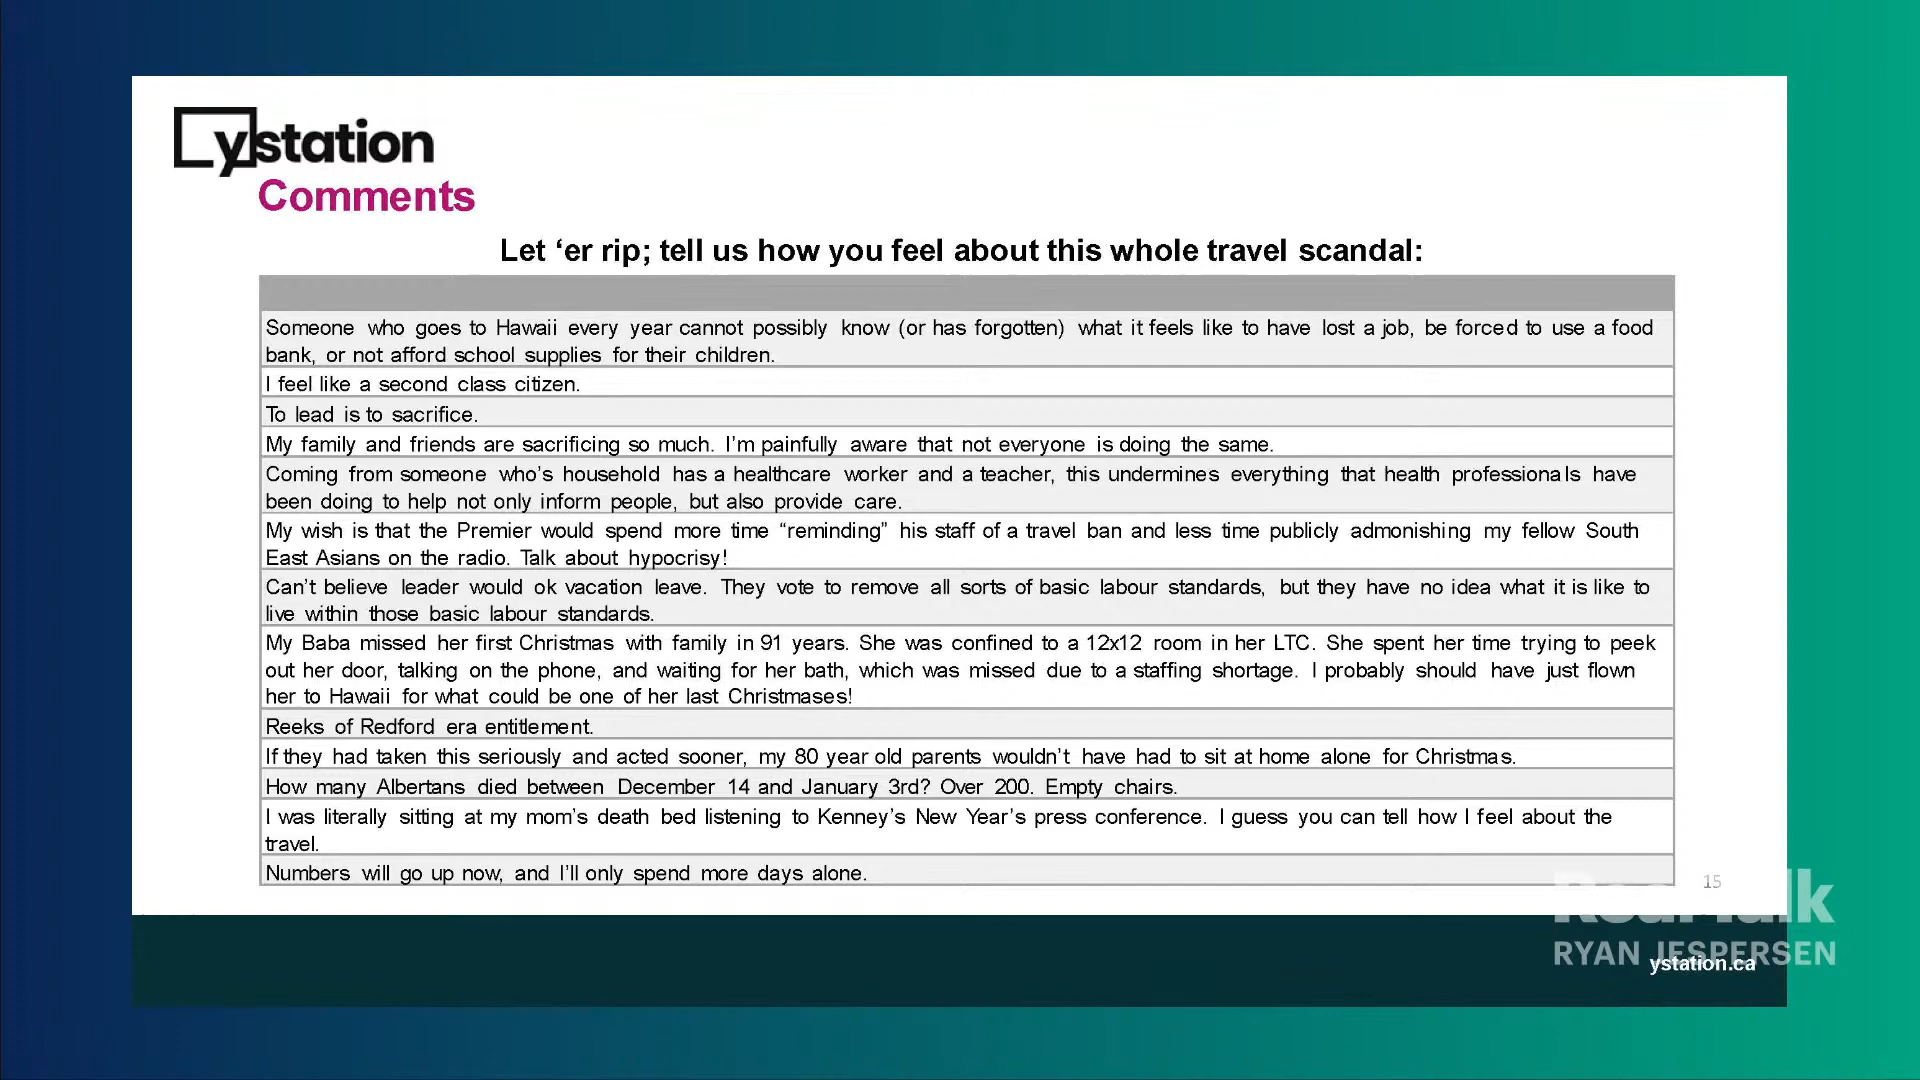 ystation
Comments
Let ‘er rip; tell us how you feel about this whole travel scandal:
Someone who goes to Hawaii every year cannot possibly know (or has forgotten) what it feels like to have lost a job, be forced to use a food
bank, or not afford school supplies for their children.
I feel like a second class citizen.
To lead is to sacrifice.
My family and friends are sacrificing so much. I’m painfully aware that not everyone is doing the same.
Coming from someone who’s household has a healthcare worker and a teacher, this undermines everything that health professionals have
been doing to help not only inform people, but also provide care.
My wish is that the Premier would spend more time “reminding” his staff of a travel ban and less time publicly admonishing my fellow South
East Asians on the radio. Talk about hypocrisy!
Can’t believe leader would ok vacation leave. They vote to remove all sorts of basic labour standards, but they have no idea what it is like to
live within those basic labour standards.
My Baba missed her first Christmas with family in 91 years. She was confined to a 12x12 room in her LTC. She spent her time trying to peek
out her door, talking on the phone, and waiting for her bath, which was missed due to a staffing shortage. I probably should have just flown
her to Hawaii for what could be one of her last Christmases!
Reeks of Redford era entitlement.
If they had taken this seriously and acted sooner, my 80 year old parents wouldn’t have had to sit at home alone for Christmas.
How many Albertans died between December 14 and January 3rd? Over 200. Empty chairs.
I was literally sitting at my mom’s death bed listening to Kenney’s New Year’s press conference. I guess you can tell how I feel about the
travel.
Numbers will go up now, and I’ll only spend more days alone.
15
Real Talk
RYAN JESPERSEN
ystation.ca